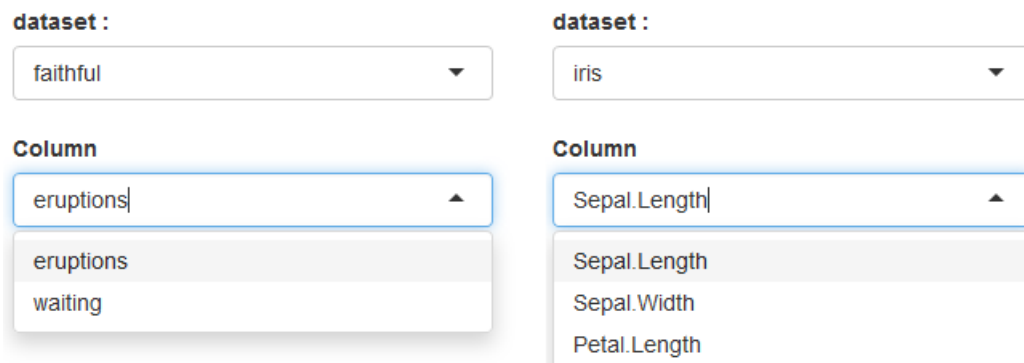 dataset :
faithful
Column
eruptions
eruptions
waiting
dataset :
iris
Column
Sepal.Length
Sepal.Length
Sepal.Width
Petal.Length